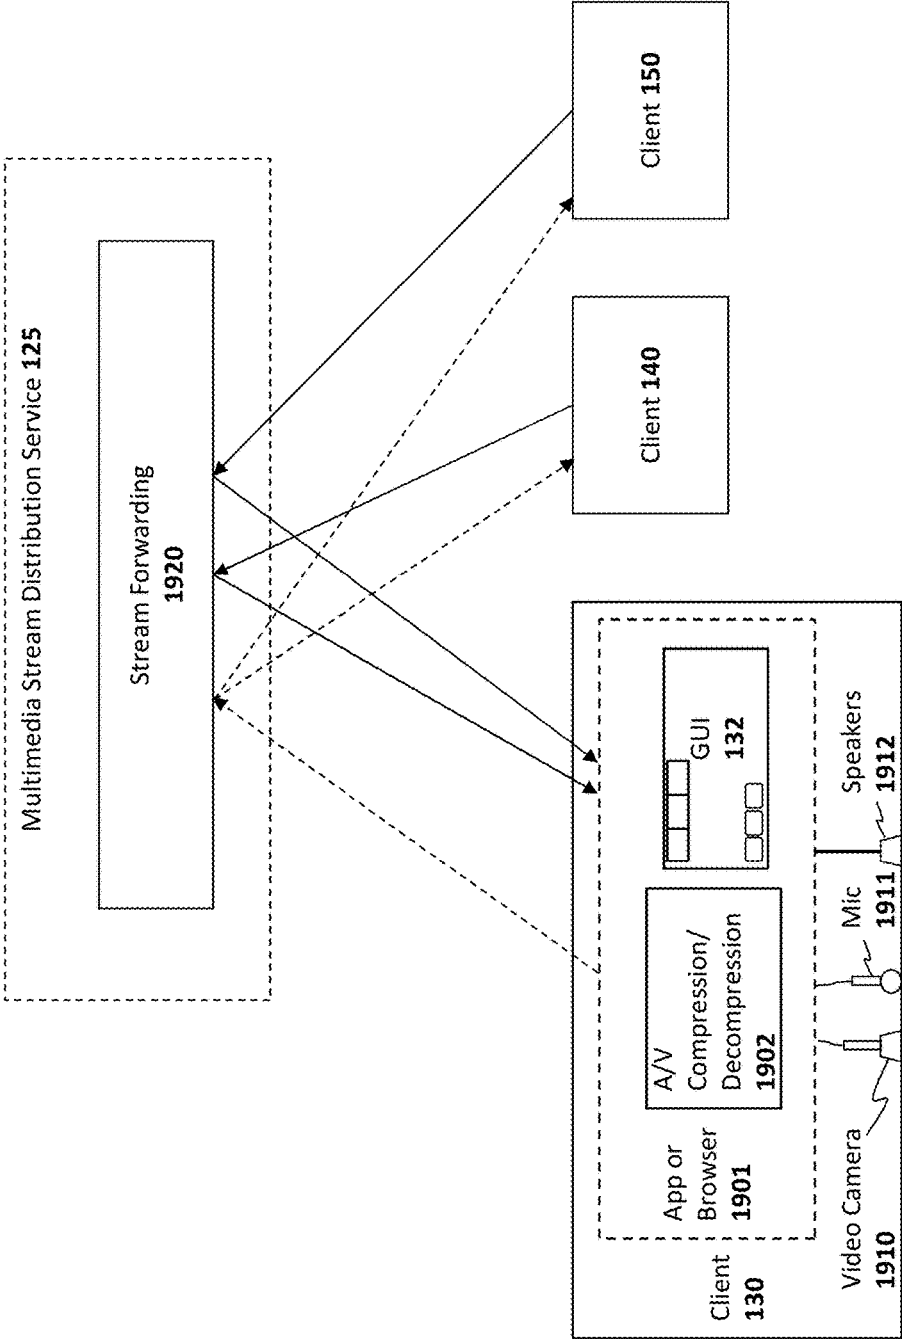 Multimedia Stream Distribution Service 125
Stream Forwarding
1920
Client 130
App or
Browser
1901
A/V
Compression/
Decompression
1902
GUI
132
Video Camera
1910
Mic
1911
Speakers
1912
Client 140
Client 150